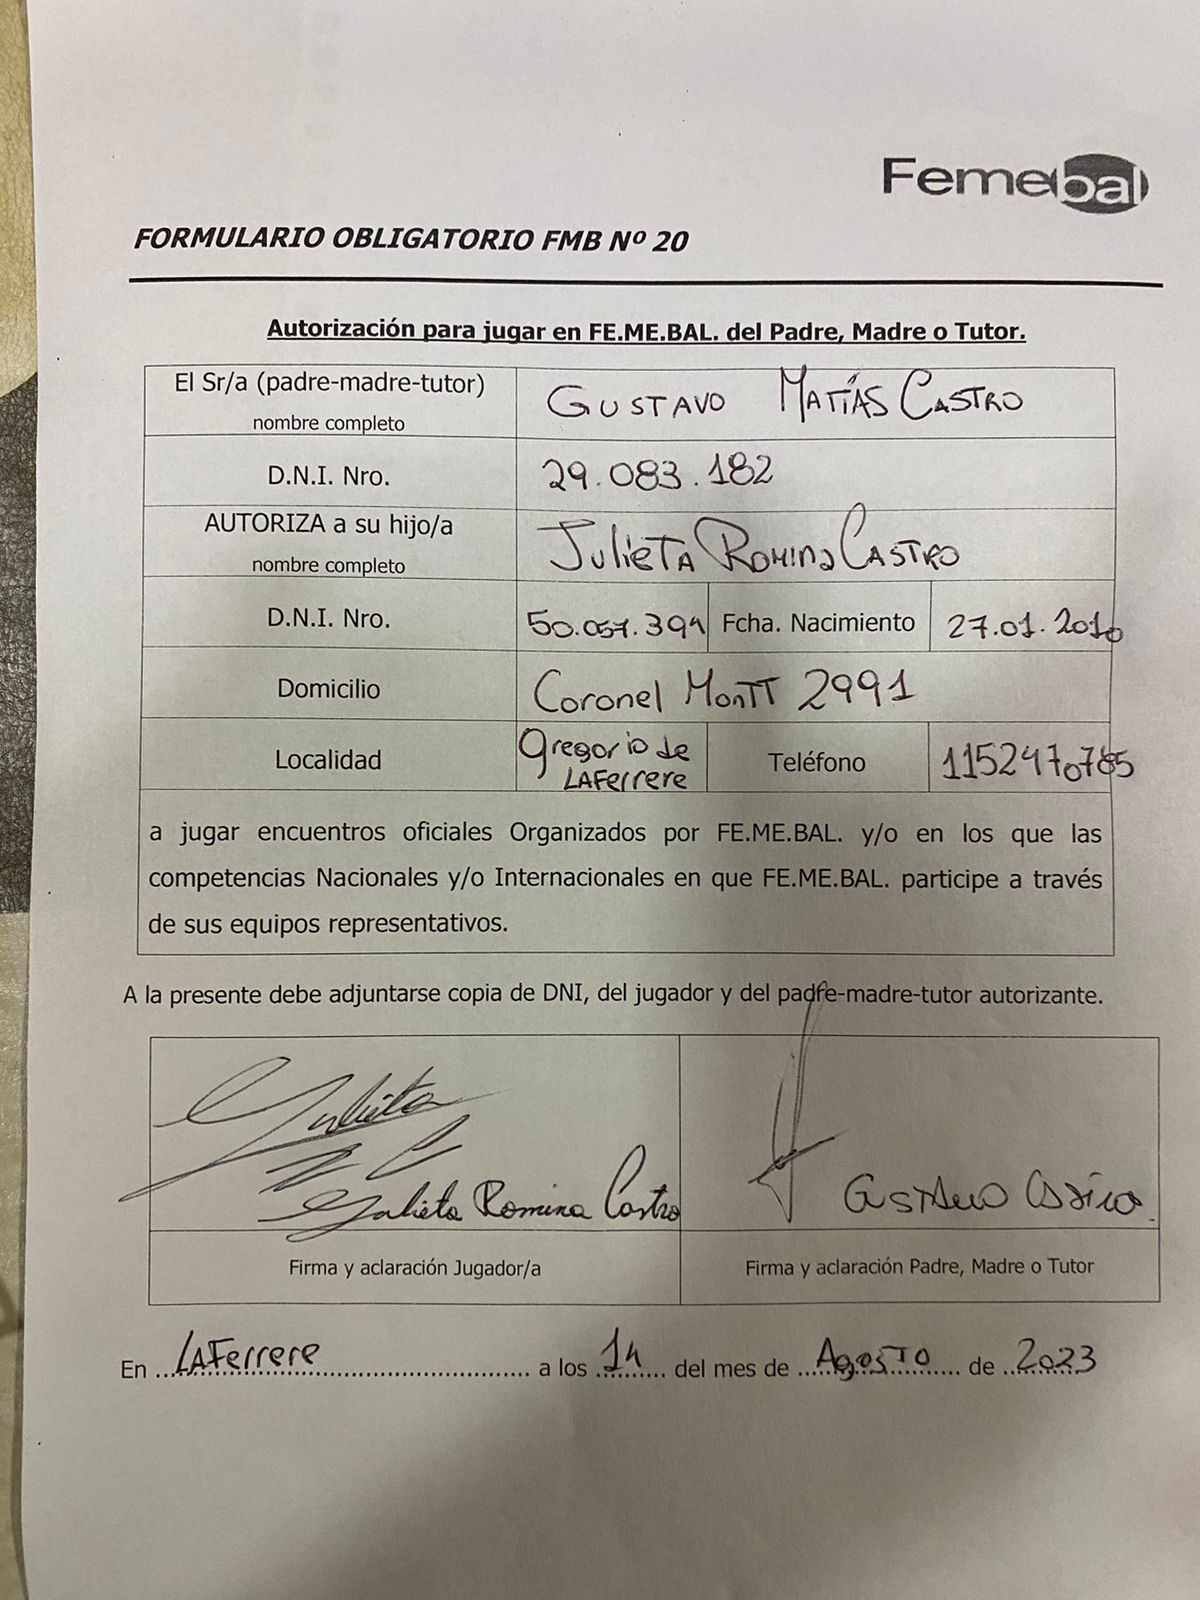 Femebal
FORMULARIO OBLIGATORIO FMB Nº 20
Autorización para jugar en FE.ME.BAL. del Padre, Madre o Tutor.
El Sr/a (padre-madre-tutor)
nombre completo
GUSTAVO MATÍAS CASTRO
D.N.I. Nro.
29.083.182
AUTORIZA a su hijo/a
nombre completo
JulieTA ROMINA CASTRO
D.N.I. Nro.
50.057.394
Fcha. Nacimiento
27.01.2010
Domicilio
Coronel MonTT 2991
Localidad
gregorio de
LAFerrere
Teléfono
1152470785
a jugar encuentros oficiales Organizados por FE.ME.BAL. y/o en los que las
competencias Nacionales y/o Internacionales en que FE.ME.BAL. participe a través
de sus equipos representativos.
A la presente debe adjuntarse copia de DNI, del jugador y del padre-madre-tutor autorizante.
Julieta
Julieta Romina Castro
GUSTAVO CASTRO
Firma y aclaración Jugador/a
Firma y aclaración Padre, Madre o Tutor
En LAFerrere a los 14 del mes de AgosTO de 2023